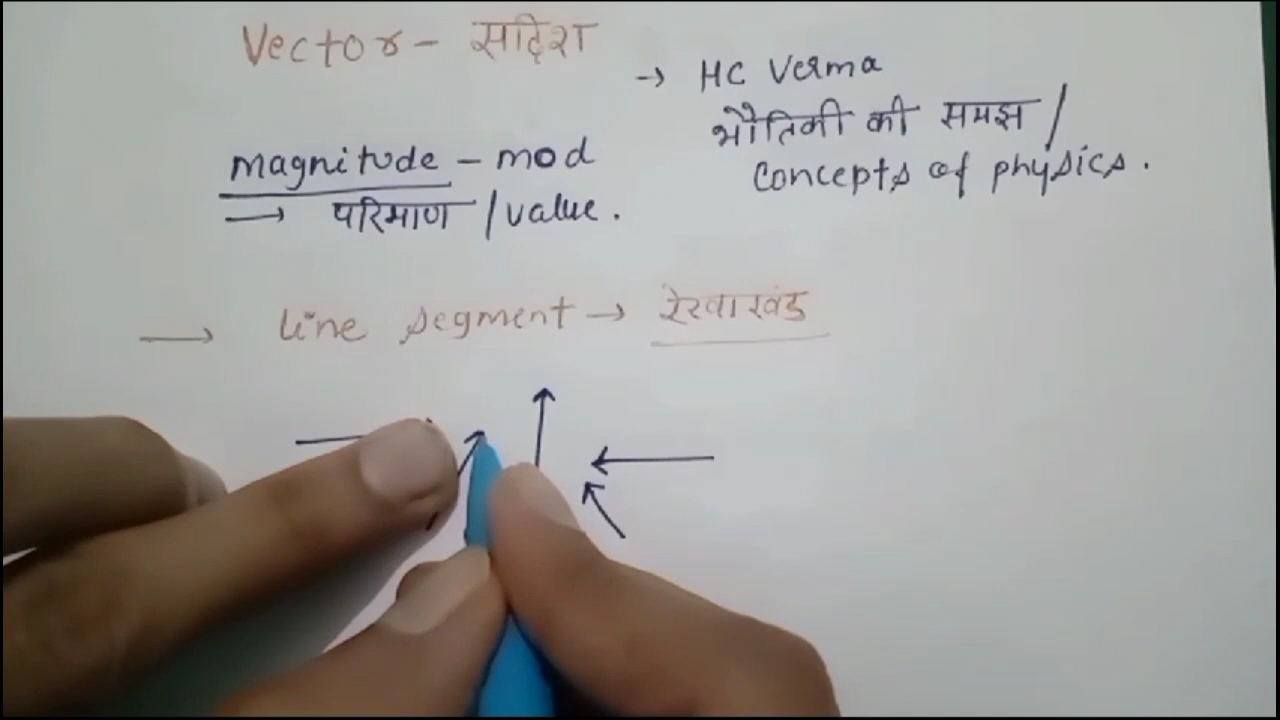 Vector - सदिश
→ HC Verma
भौतिकी की समझ /
concepts of physics.
magnitude - mod
→ परिमाण / value.
→ line segment → रेखाखंड